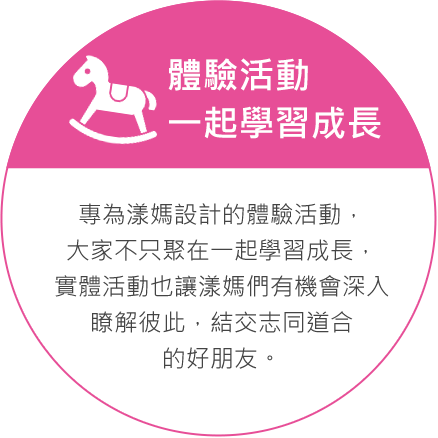 體驗活動
一起學習成長
專為漾媽設計的體驗活動，
大家不只聚在一起學習成長，
實體活動也讓漾媽們有機會深入
瞭解彼此，結交志同道合
的好朋友。